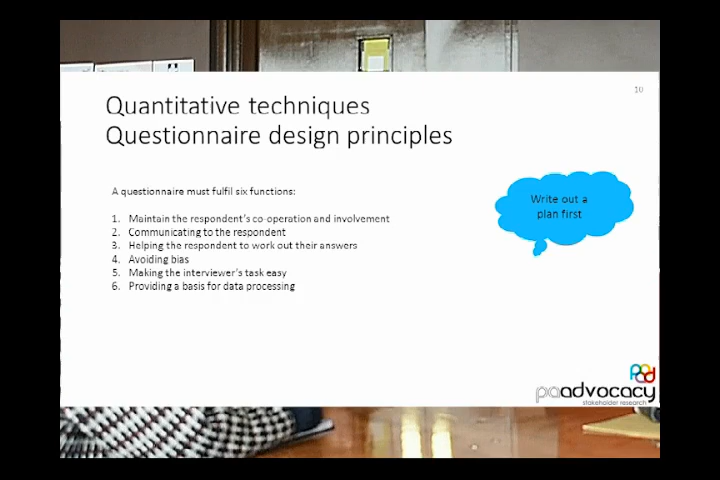 10
Quantitative techniques
Questionnaire design principles
A questionnaire must fulfil six functions:
1. Maintain the respondent's co-operation and involvement
2. Communicating to the respondent
3. Helping the respondent to work out their answers
4. Avoiding bias
5. Making the interviewer's task easy
6. Providing a basis for data processing
Write out a
plan first
paadvocacy
stakeholder research